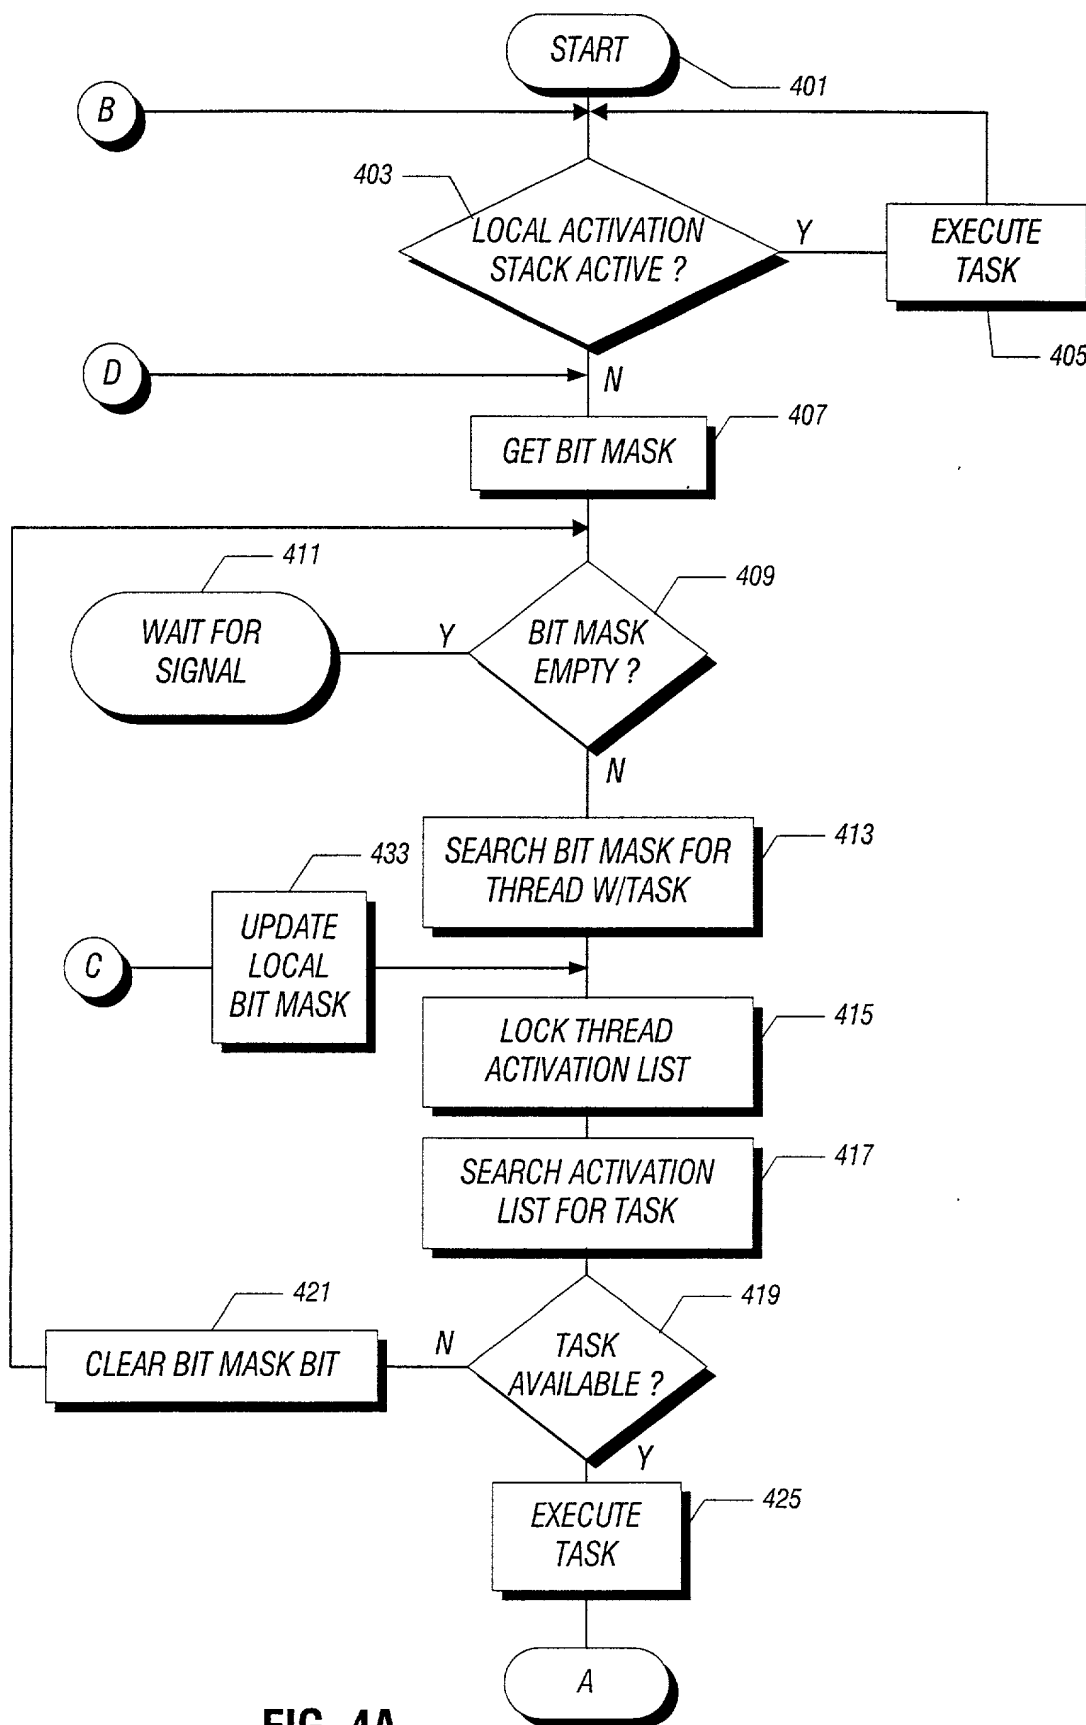 START
401
B
403
LOCAL ACTIVATION
STACK ACTIVE ?
Y
EXECUTE
TASK
405
D
N
407
GET BIT MASK
411
409
WAIT FOR
SIGNAL
Y
BIT MASK
EMPTY ?
N
413
SEARCH BIT MASK FOR
THREAD W/TASK
433
UPDATE
LOCAL
BIT MASK
C
415
LOCK THREAD
ACTIVATION LIST
417
SEARCH ACTIVATION
LIST FOR TASK
421
419
CLEAR BIT MASK BIT
N
TASK
AVAILABLE ?
Y
425
EXECUTE
TASK
A
FIG. 4A